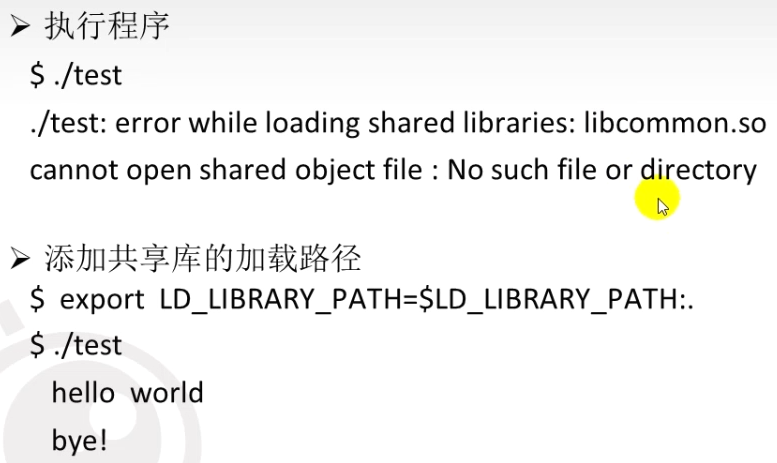 ➢ 执行程序
$ ./test
./test: error while loading shared libraries: libcommon.so
cannot open shared object file : No such file or directory
➢ 添加共享库的加载路径
$ export LD_LIBRARY_PATH=$LD_LIBRARY_PATH:.
$ ./test
hello world
bye!